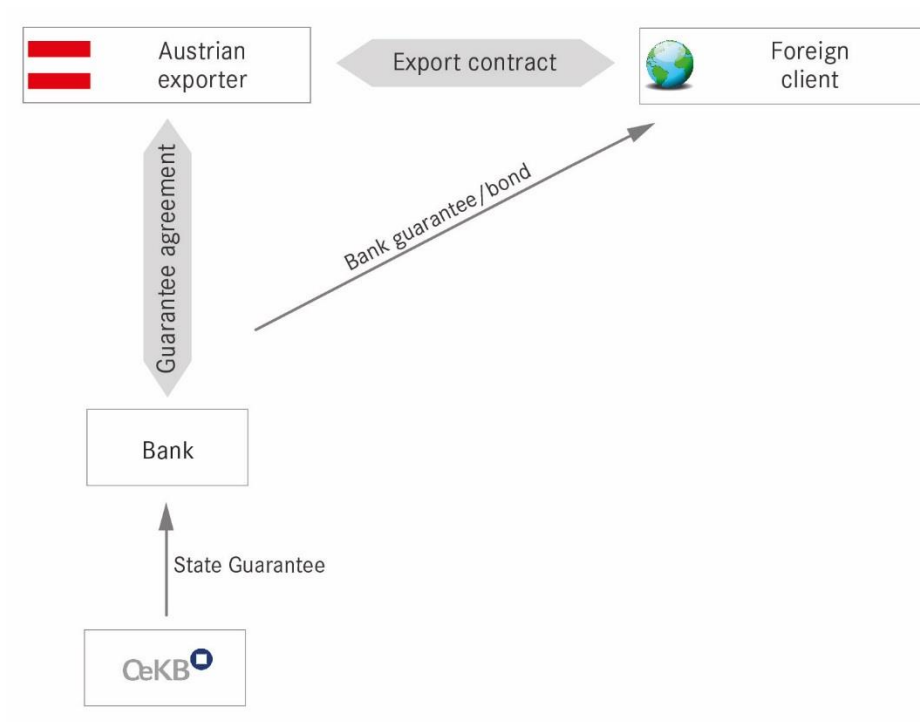 Austrian
exporter
Export contract
Foreign
client
Guarantee agreement
Bank guarantee/bond
Bank
State Guarantee
OeKB